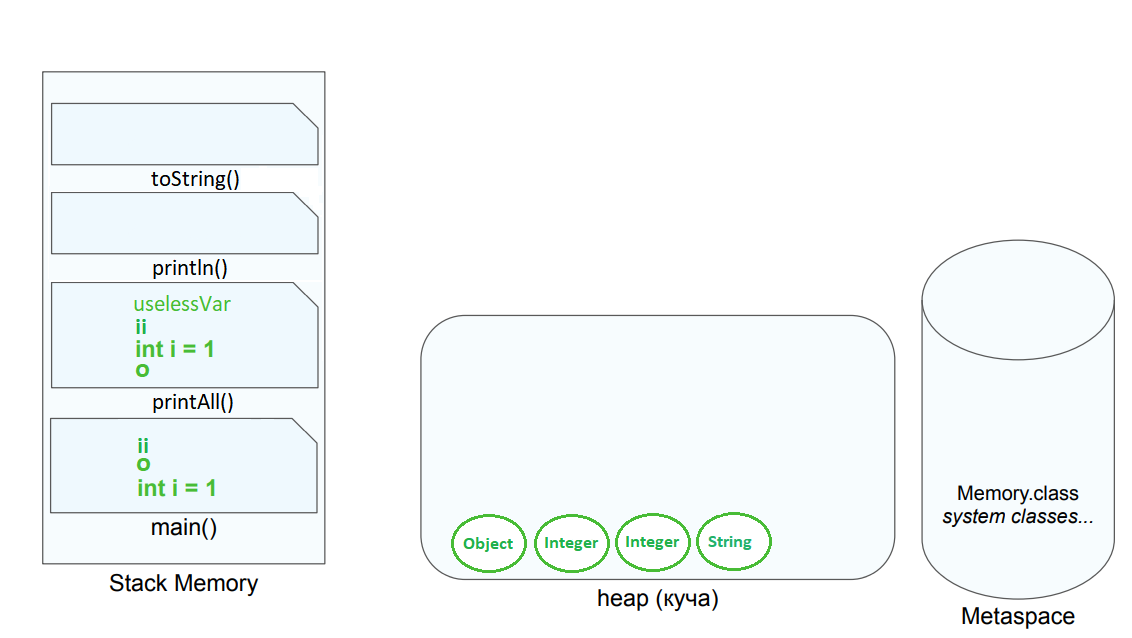 toString()
println()
uselessVar
ii
int i = 1
o
printAll()
ii
o
int i = 1
main()
Stack Memory
Object
Integer
Integer
String
heap (куча)
Memory.class
system classes...
Metaspace